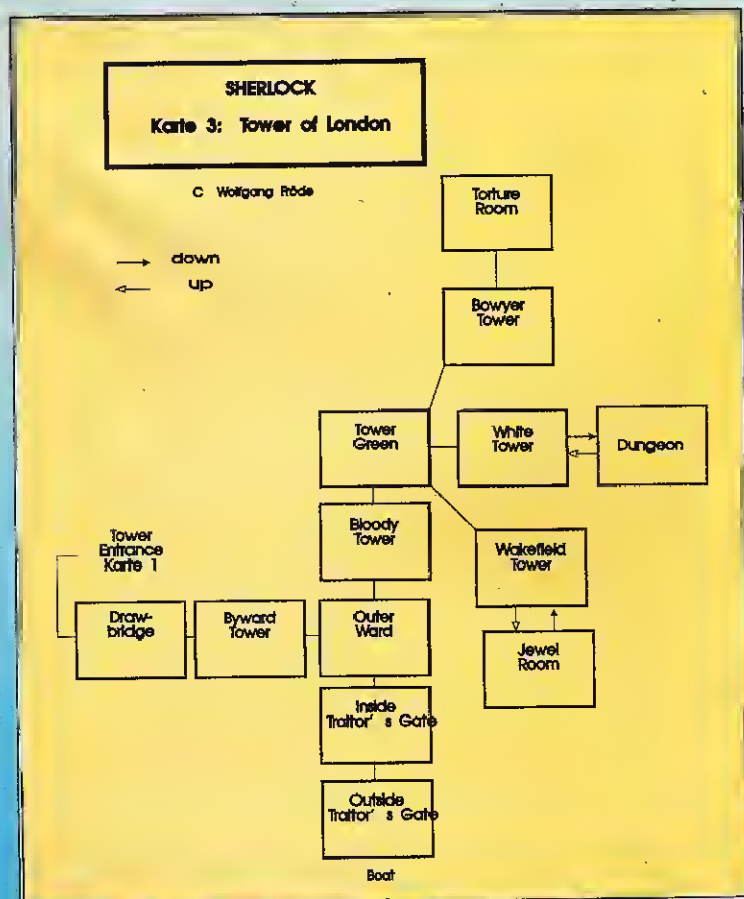 SHERLOCK
Karte 3: Tower of London
C Wolfgang Fröde
down
up
Torture
Room
Bowyer
Tower
Tower
Green
White
Tower
Dungeon
Bloody
Tower
Wakefield
Tower
Tower
Entrance
Karte 1
Draw-
bridge
Byward
Tower
Outer
Ward
Jewel
Room
Inside
Traitor' s Gate
Outside
Traitor' s Gate
Boat